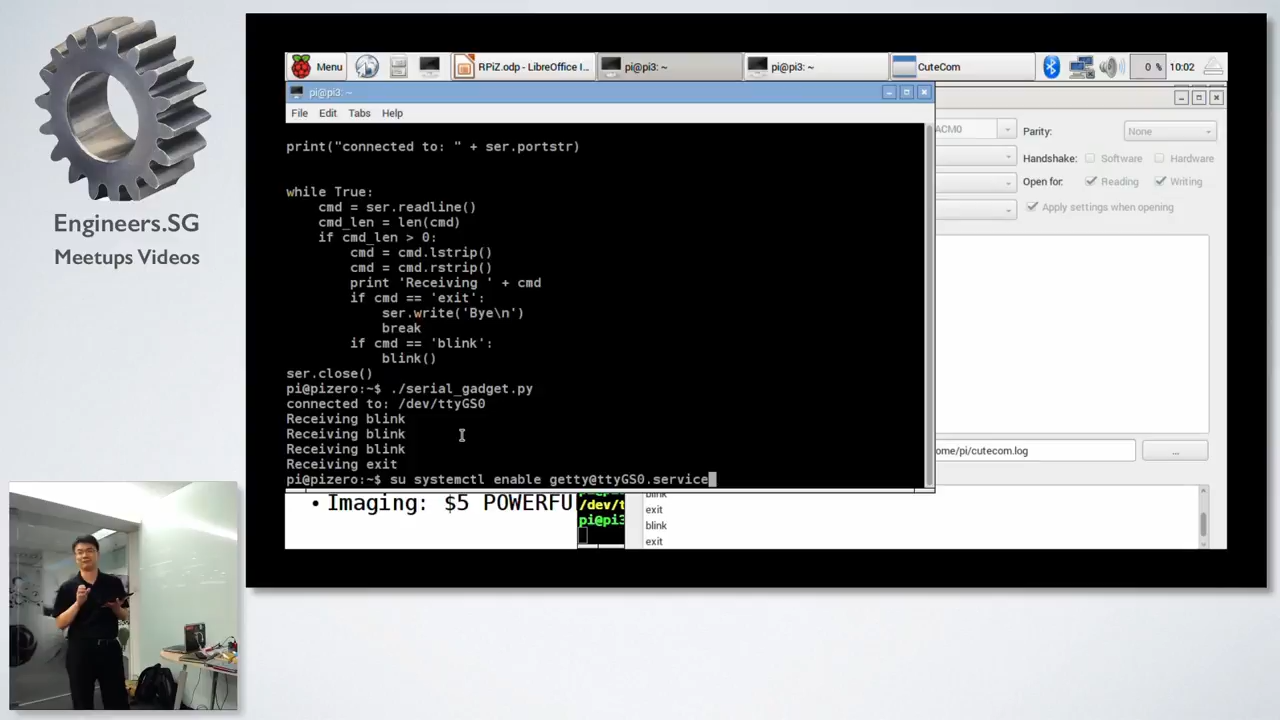 Engineers.SG
Meetups Videos
Menu
RPiZ.odp - LibreOffice I...
pi@pi3: ~
pi@pi3: ~
CuteCom
0 %
10:02
pi@pi3: ~
File Edit Tabs Help
print("connected to: " + ser.portstr)
while True:
cmd = ser.readline()
cmd_len = len(cmd)
if cmd_len > 0:
cmd = cmd.lstrip()
cmd = cmd.rstrip()
print 'Receiving ' + cmd
if cmd == 'exit':
ser.write('Bye\n')
break
if cmd == 'blink':
blink()
ser.close()
pi@pizero:~$ ./serial_gadget.py
connected to: /dev/ttyGS0
Receiving blink
Receiving blink
Receiving blink
Receiving exit
pi@pizero:~$ su systemctl enable getty@ttyGS0.service
ACM0
Parity:
None
Handshake:
Software
Hardware
Open for:
Reading
Writing
Apply settings when opening
ome/pi/cutecom.log
...
• Imaging: $5 POWERFU
/dev/t
pi@pi3
blink
exit
blink
exit